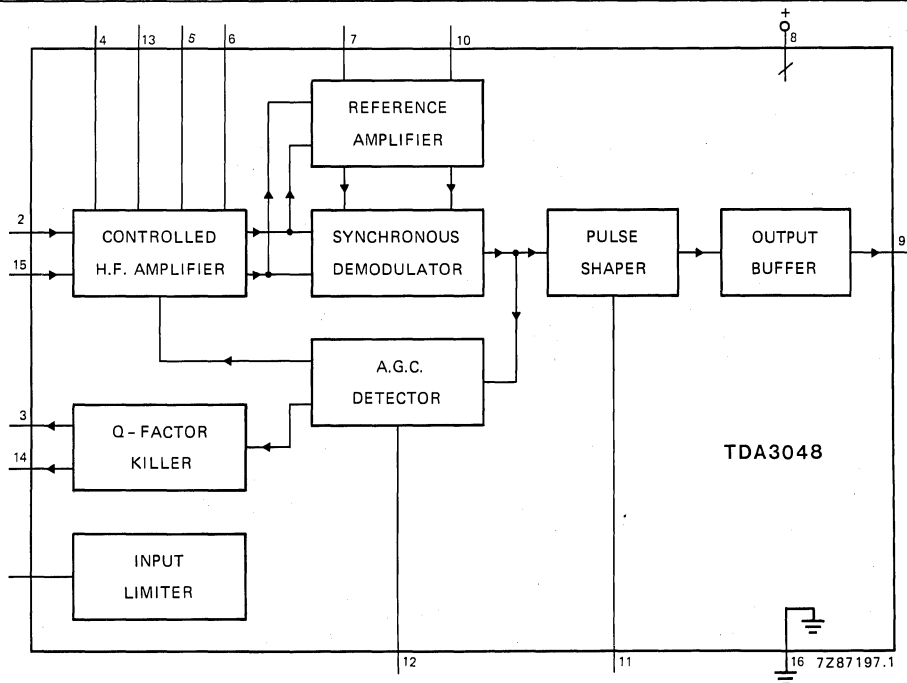 4 13 5 6 7 10 + 8
REFERENCE
AMPLIFIER
2
15
CONTROLLED
H.F. AMPLIFIER
SYNCHRONOUS
DEMODULATOR
PULSE
SHAPER
OUTPUT
BUFFER
9
A.G.C.
DETECTOR
3
14
Q-FACTOR
KILLER
TDA3048
INPUT
LIMITER
12 11 16 7Z87197.1